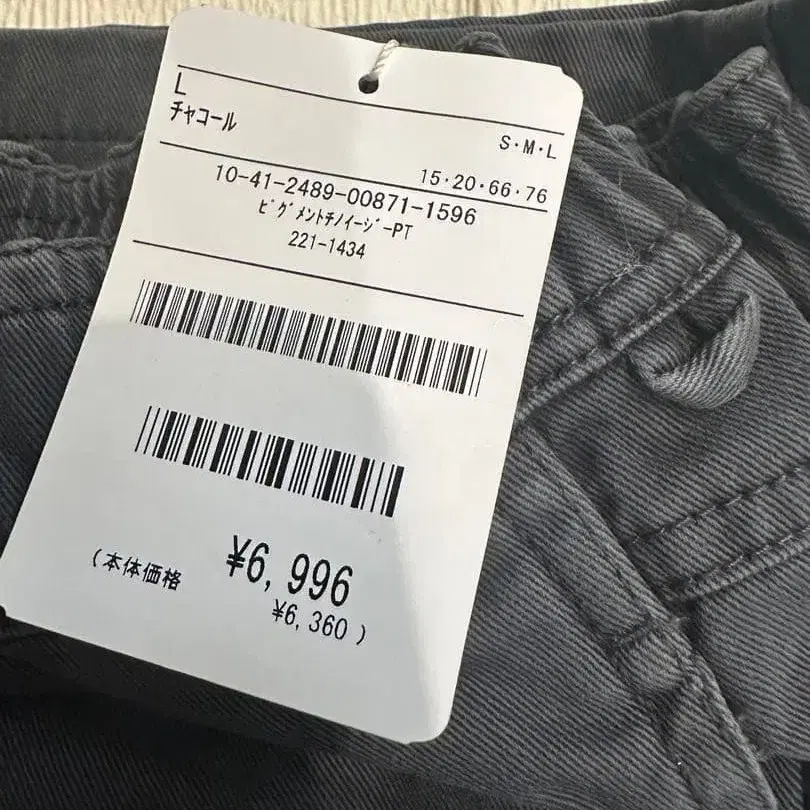 L
チャコール
S・M・L
15・20・66・76
10-41-2489-00871-1596
ピグメントチノイージーPT
221-1434
¥6,996
(本体価格 ¥6,360)